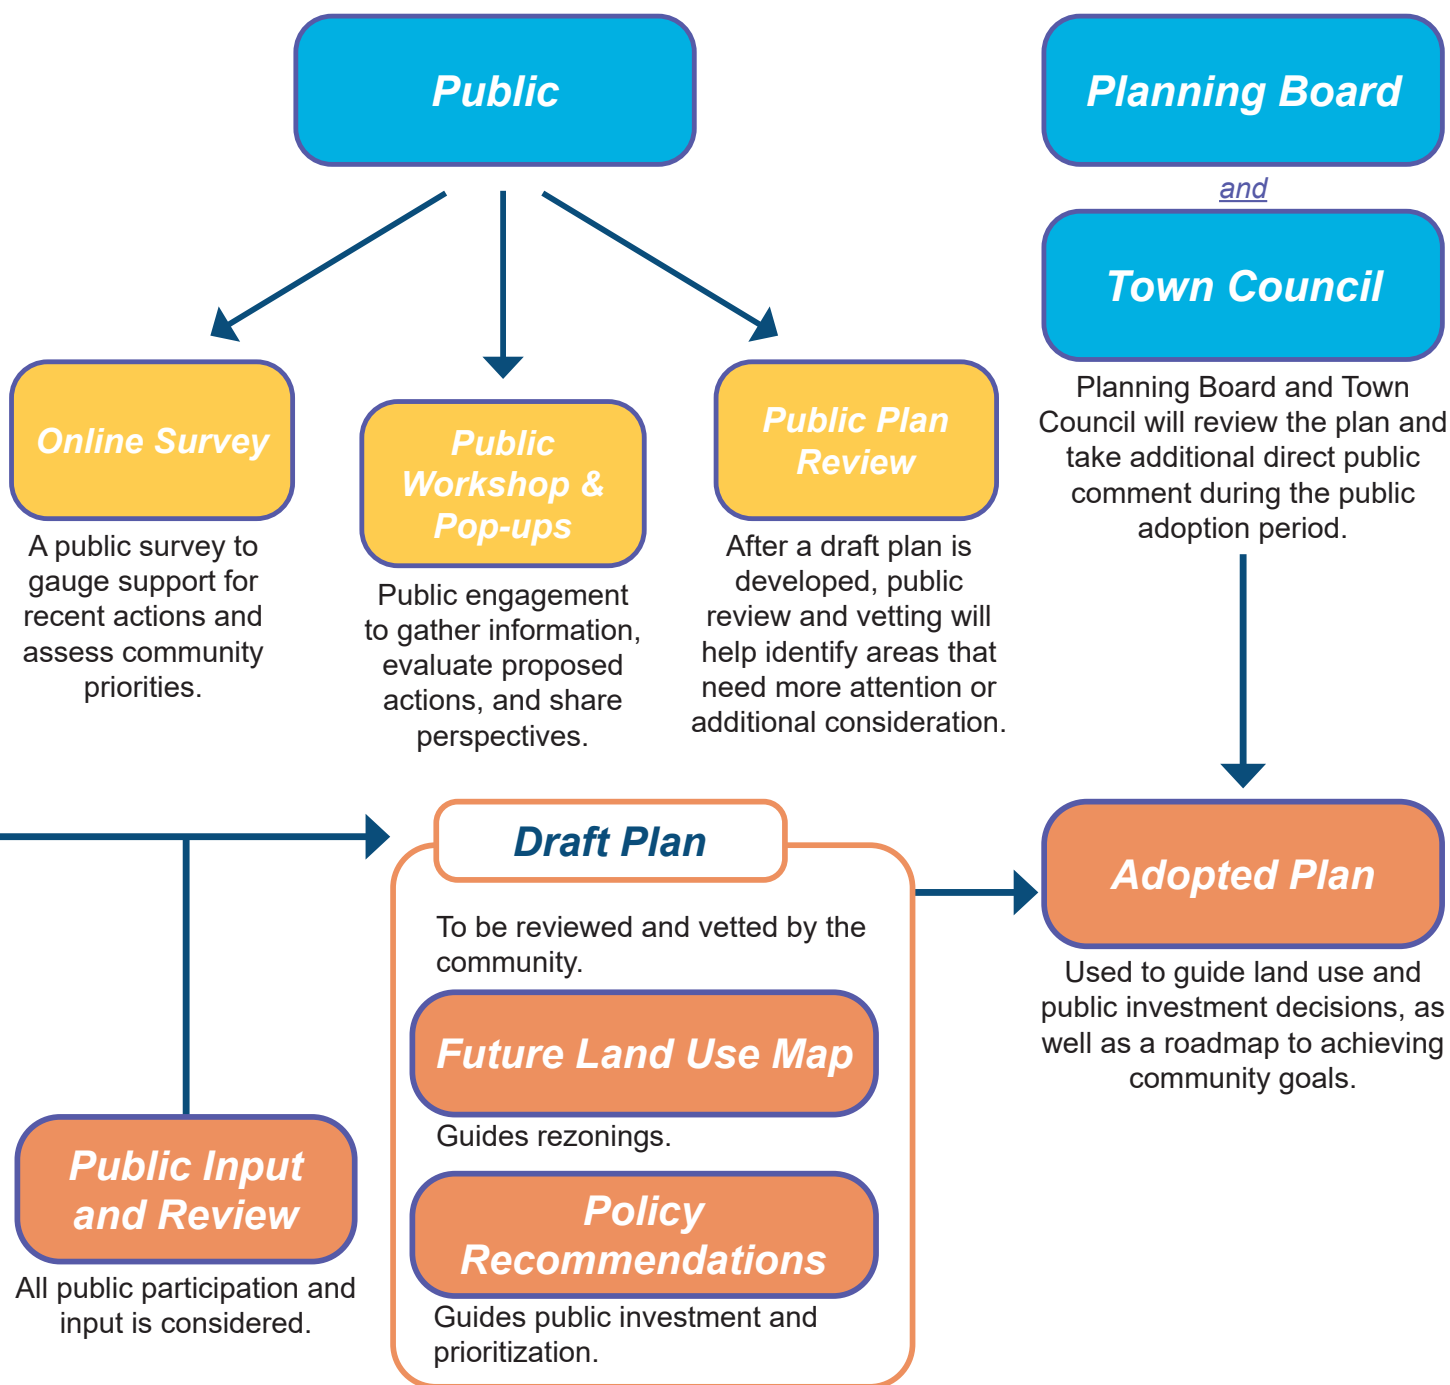 Public
Planning Board
and
Town Council
Planning Board and Town
Council will review the plan and
take additional direct public
comment during the public
adoption period.
Online Survey
A public survey to
gauge support for
recent actions and
assess community
priorities.
Public
Workshop &
Pop-ups
Public engagement
to gather information,
evaluate proposed
actions, and share
perspectives.
Public Plan
Review
After a draft plan is
developed, public
review and vetting will
help identify areas that
need more attention or
additional consideration.
Draft Plan
To be reviewed and vetted by the
community.
Future Land Use Map
Guides rezonings.
Policy
Recommendations
Guides public investment and
prioritization.
Adopted Plan
Used to guide land use and
public investment decisions, as
well as a roadmap to achieving
community goals.
Public Input
and Review
All public participation and
input is considered.